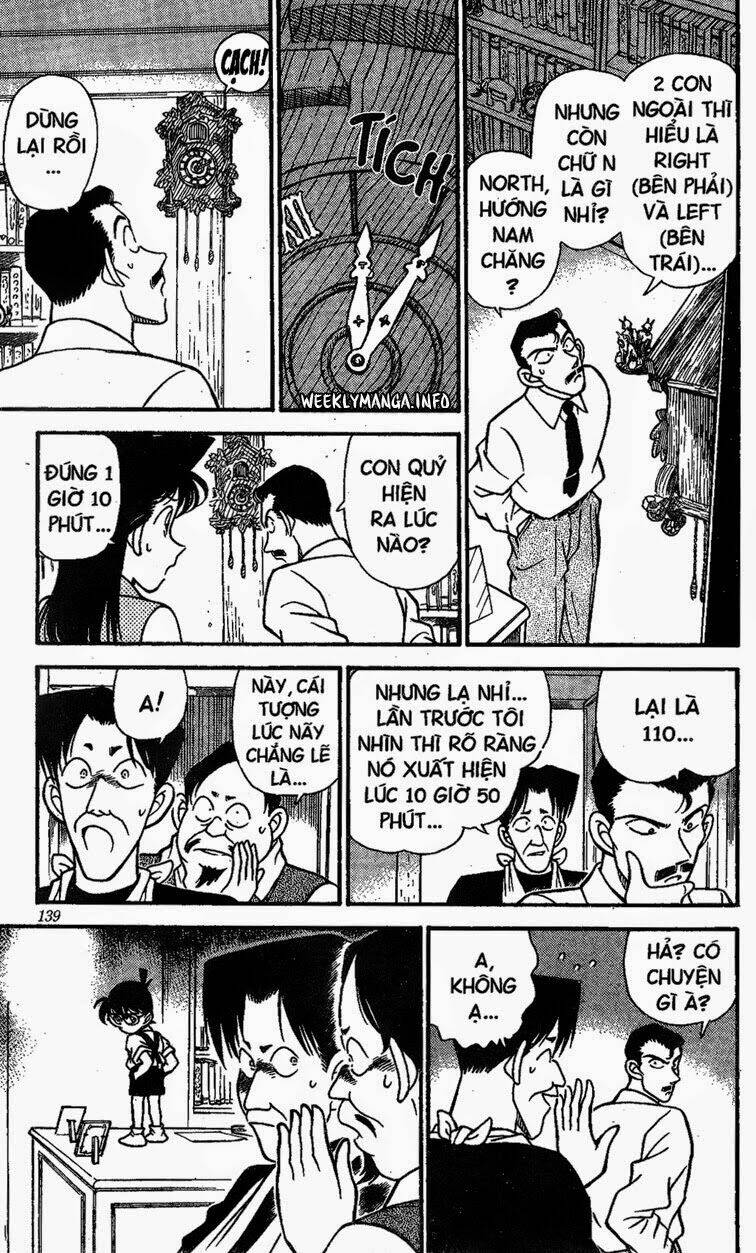 2 CON
NGOÀI THÌ
HIỂU LÀ
RIGHT
(BÊN PHẢI)
VÀ LEFT
(BÊN
TRÁI)...
NHƯNG
CÒN
CHỮ N
LÀ GÌ
NHỈ?
NORTH,
HƯỚNG
NAM
CHĂNG
?
TÍCH
XII
WEEKLYMANGA.INFO
CẠCH!
DỪNG
LẠI RỒI
...
CON QUỶ
HIỆN
RA LÚC
NÀO?
ĐÚNG 1
GIỜ 10
PHÚT...
LẠI LÀ
110...
NHƯNG LẠ NHỈ...
LẦN TRƯỚC TÔI
NHÌN THÌ RÕ RÀNG
NÓ XUẤT HIỆN
LÚC 10 GIỜ 50
PHÚT...
NÀY, CÁI
TƯỢNG
LÚC NÃY
CHẲNG LẼ
LÀ...
A!
139
HẢ? CÓ
CHUYỆN
GÌ À?
A,
KHÔNG
Ạ...